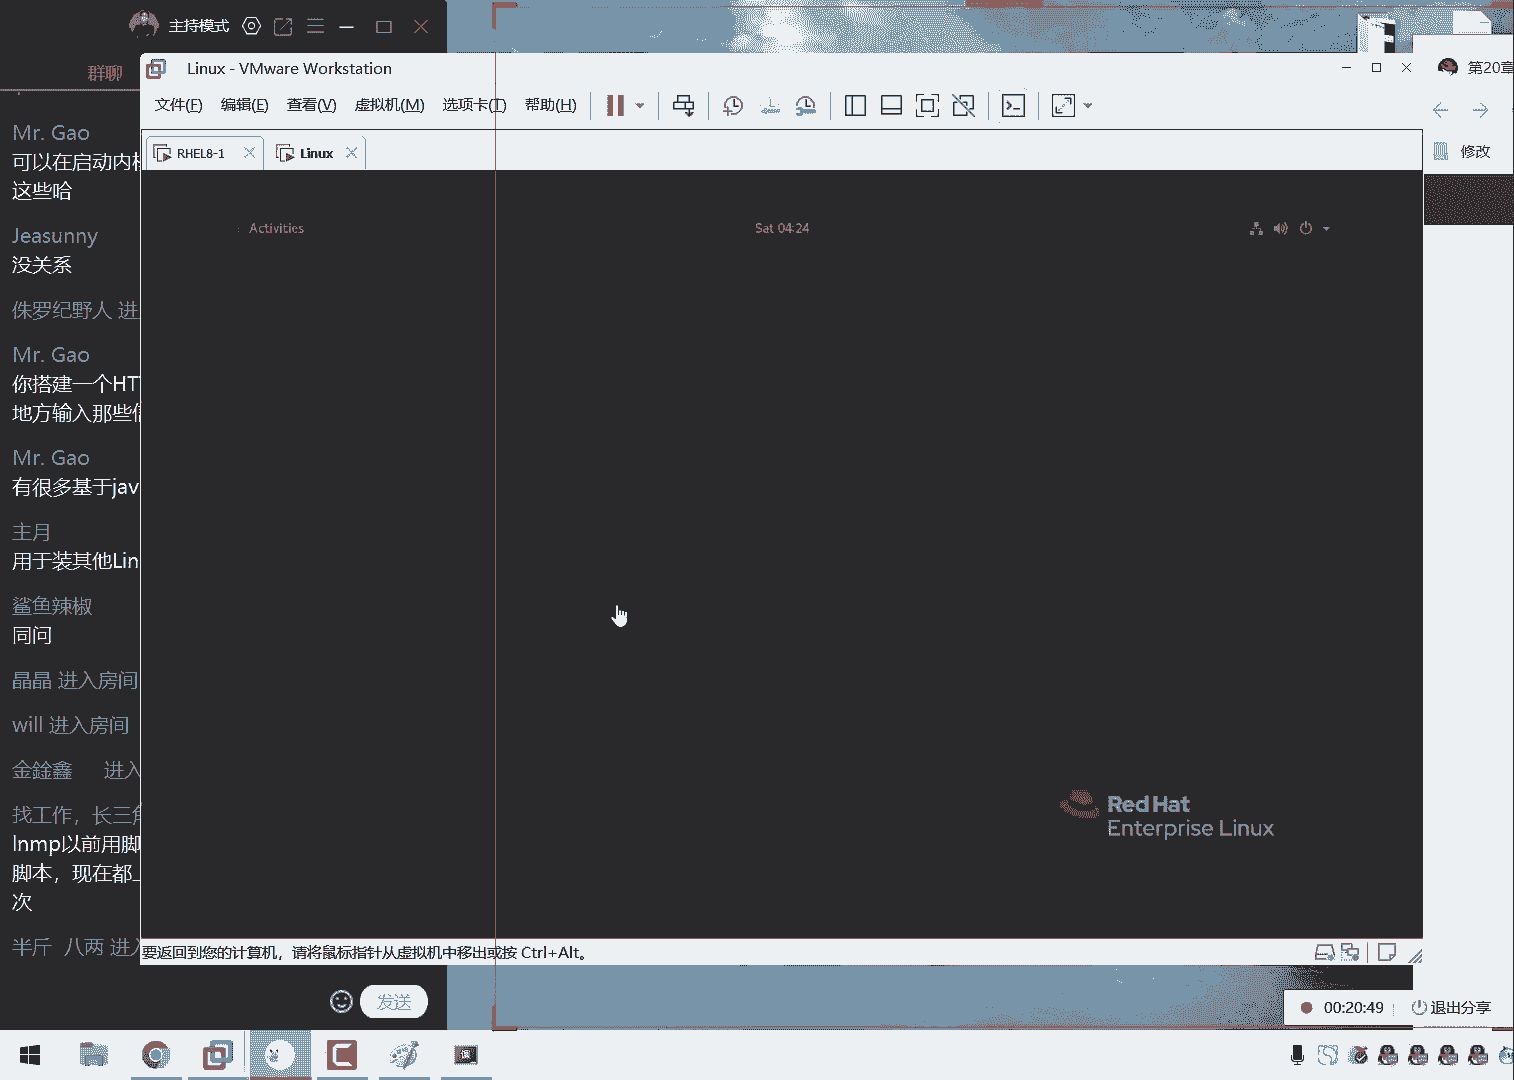 主持模式
群聊
Mr. Gao
可以在启动内
这些哈
Jeasunny
没关系
侏罗纪野人 进
Mr. Gao
你搭建一个HT
地方输入那些
Mr. Gao
有很多基于jav
主月
用于装其他Lin
鲨鱼辣椒
同问
晶晶 进入房间
will 进入房间
金銓鑫 进入
找工作，长三角
lnmp以前用脚
脚本，现在都上
次
半斤 八两 进入
发送
Linux - VMware Workstation
文件(F) 编辑(E) 查看(V) 虚拟机(M) 选项卡(T) 帮助(H)
RHEL8-1 Linux
Activities Sat 04:24
Red Hat
Enterprise Linux
要返回到您的计算机，请将鼠标指针从虚拟机中移出或按 Ctrl+Alt。
第20章
修改
00:20:49 退出分享